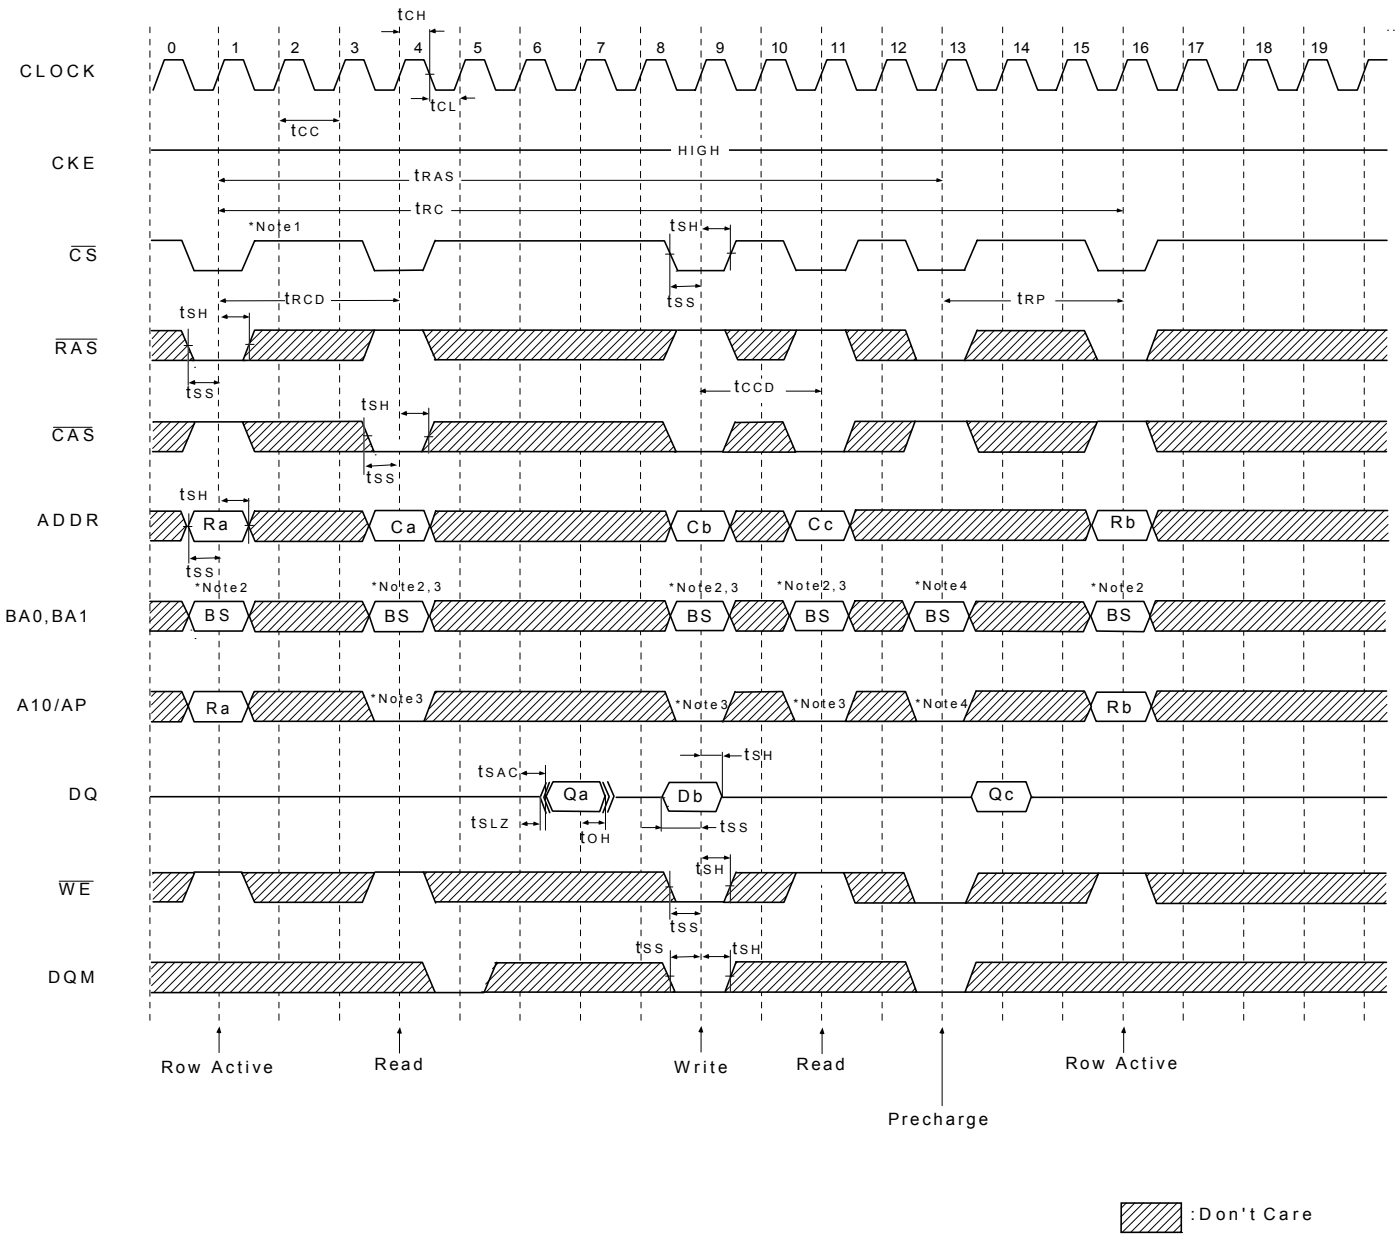 tCH
0 1 2 3 4 5 6 7 8 9 10 11 12 13 14 15 16 17 18 19
CLOCK
tCL
tCC
CKE
HIGH
tRAS
tRC
*Note1
tSH
CS
tSS
tRCD
tRP
tSH
RAS
tSS
tCCD
tSH
CAS
tSS
tSH
ADDR
Ra Ca Cb Cc Rb
tSS
*Note2 *Note2,3 *Note2,3 *Note2,3 *Note4 *Note2
BA0,BA1
BS BS BS BS BS BS
A10/AP
Ra *Note3 *Note3 *Note3 *Note4 Rb
tSH
tSAC
DQ
Qa Db Qc
tSLZ
tOH
tSS
tSH
WE
tSS
tSS tSH
DQM
Row Active Read Write Read Row Active
Precharge
:Don't Care